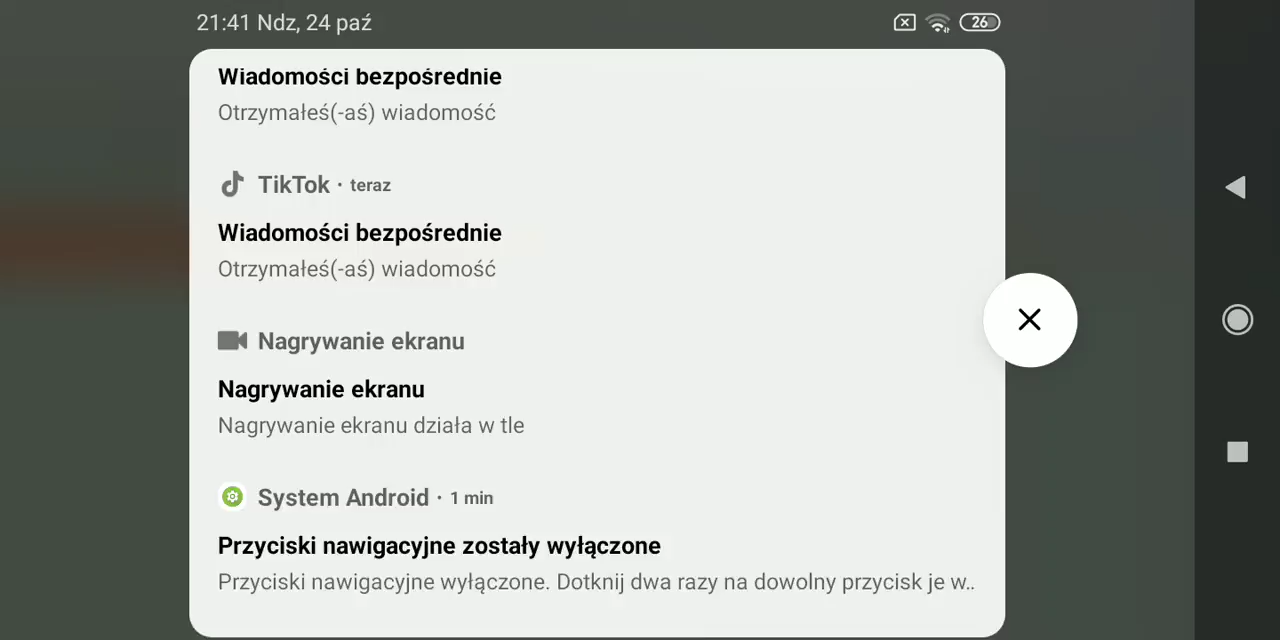 21:41 Ndz, 24 paź
26
Wiadomości bezpośrednie
Otrzymałeś(-aś) wiadomość
TikTok · teraz
Wiadomości bezpośrednie
Otrzymałeś(-aś) wiadomość
Nagrywanie ekranu
Nagrywanie ekranu
Nagrywanie ekranu działa w tle
System Android · 1 min
Przyciski nawigacyjne zostały wyłączone
Przyciski nawigacyjne wyłączone. Dotknij dwa razy na dowolny przycisk je w..